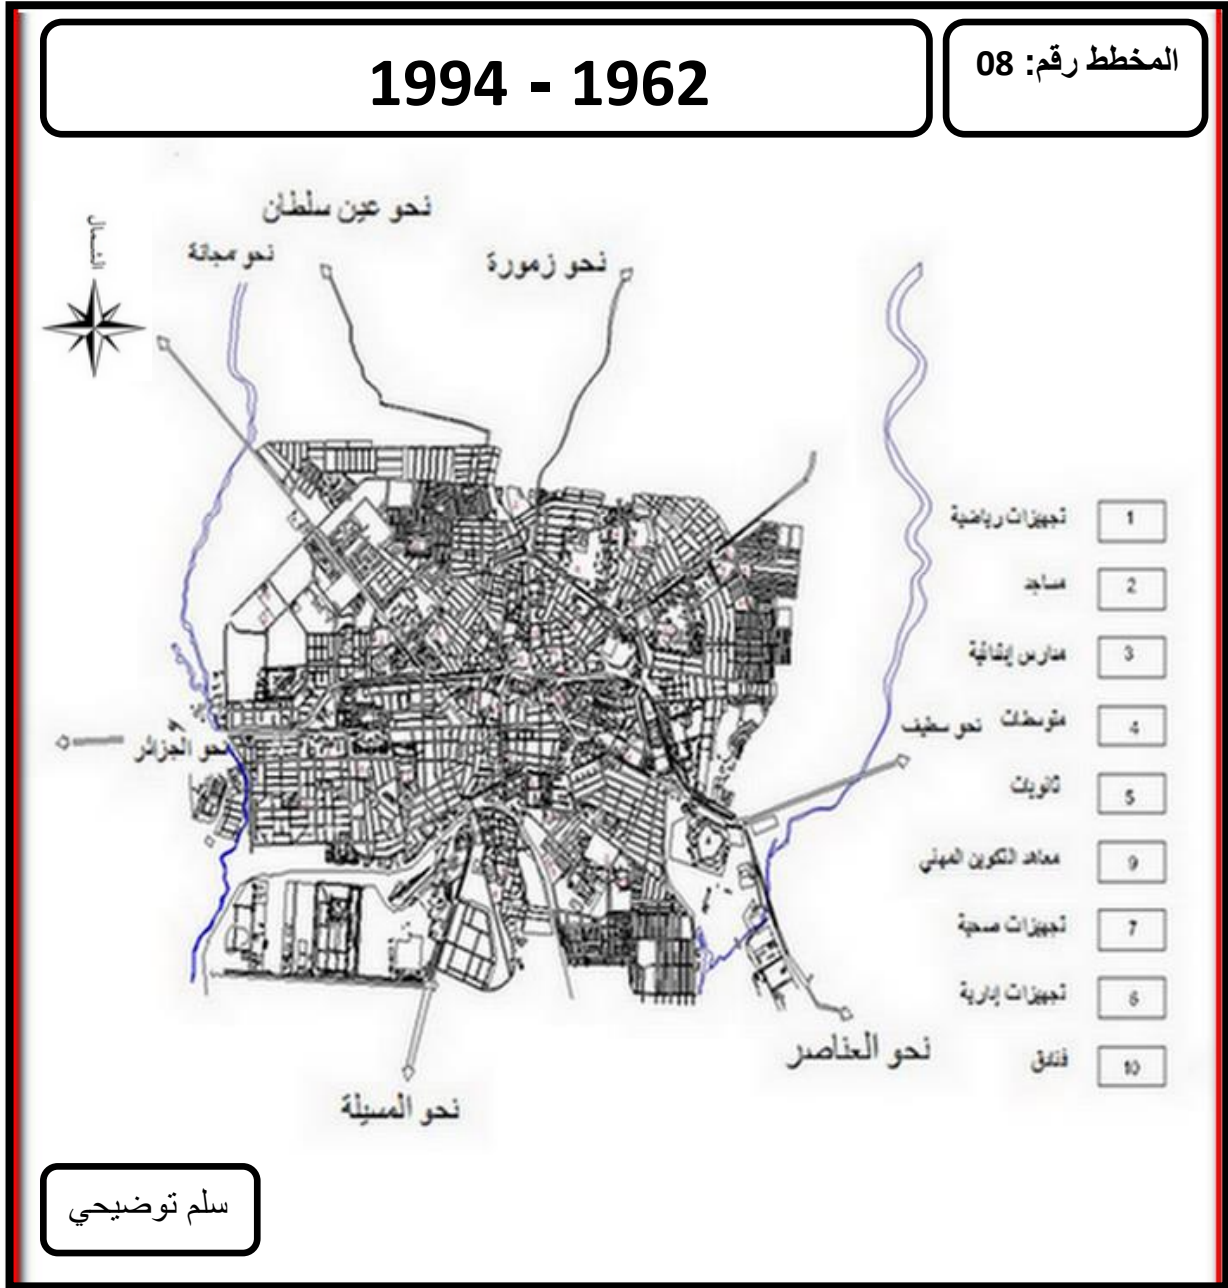 المخطط رقم: 08
1962 - 1994
نحو عين سلطان
نحو مجانة
نحو زمورة
الشمال
تجهيزات رياضية 1
مساجد 2
مدارس إبتدائية 3
متوسطات 4
نحو سطيف
نحو الجزائر
ثانويات 5
معاهد التكوين المهني 9
تجهيزات صحية 7
تجهيزات إدارية 6
فنادق 10
نحو العناصر
نحو المسيلة
سلم توضيحي